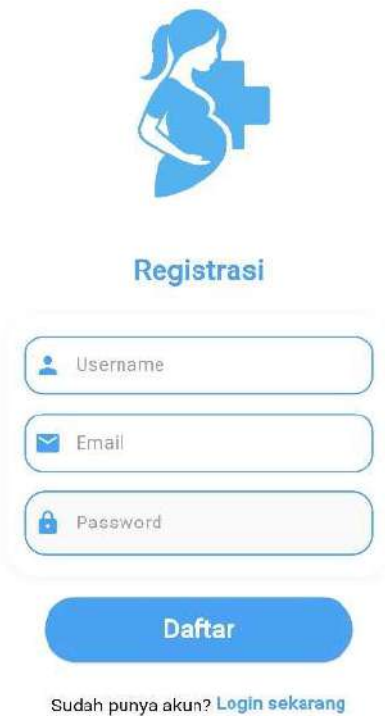 Registrasi
Username
Email
Password
Daftar
Sudah punya akun? Login sekarang